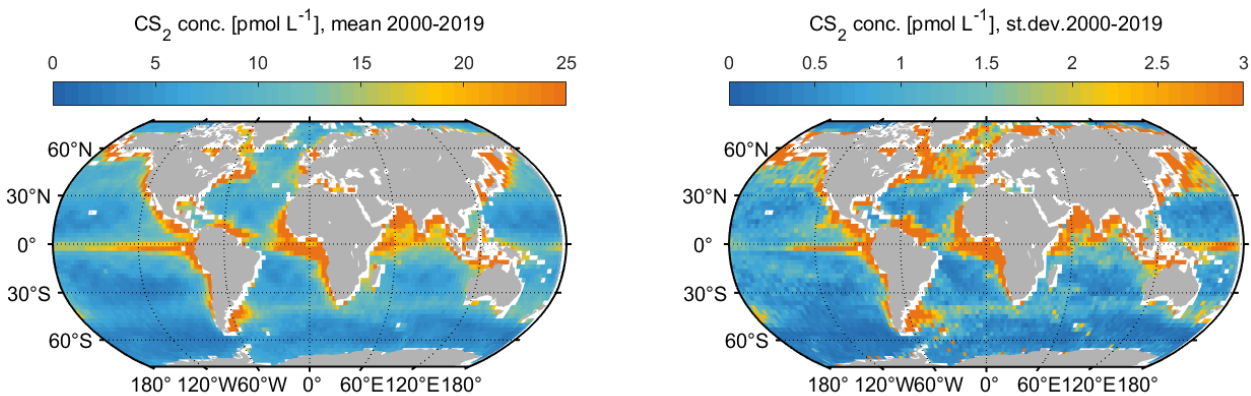 CS₂ conc. [pmol L⁻¹], mean 2000-2019
0 5 10 15 20 25
60°N
30°N
0°
30°S
60°S
180° 120°W 60°W 0° 60°E 120°E 180°
CS₂ conc. [pmol L⁻¹], st.dev.2000-2019
0 0.5 1 1.5 2 2.5 3
60°N
30°N
0°
30°S
60°S
180° 120°W 60°W 0° 60°E 120°E 180°